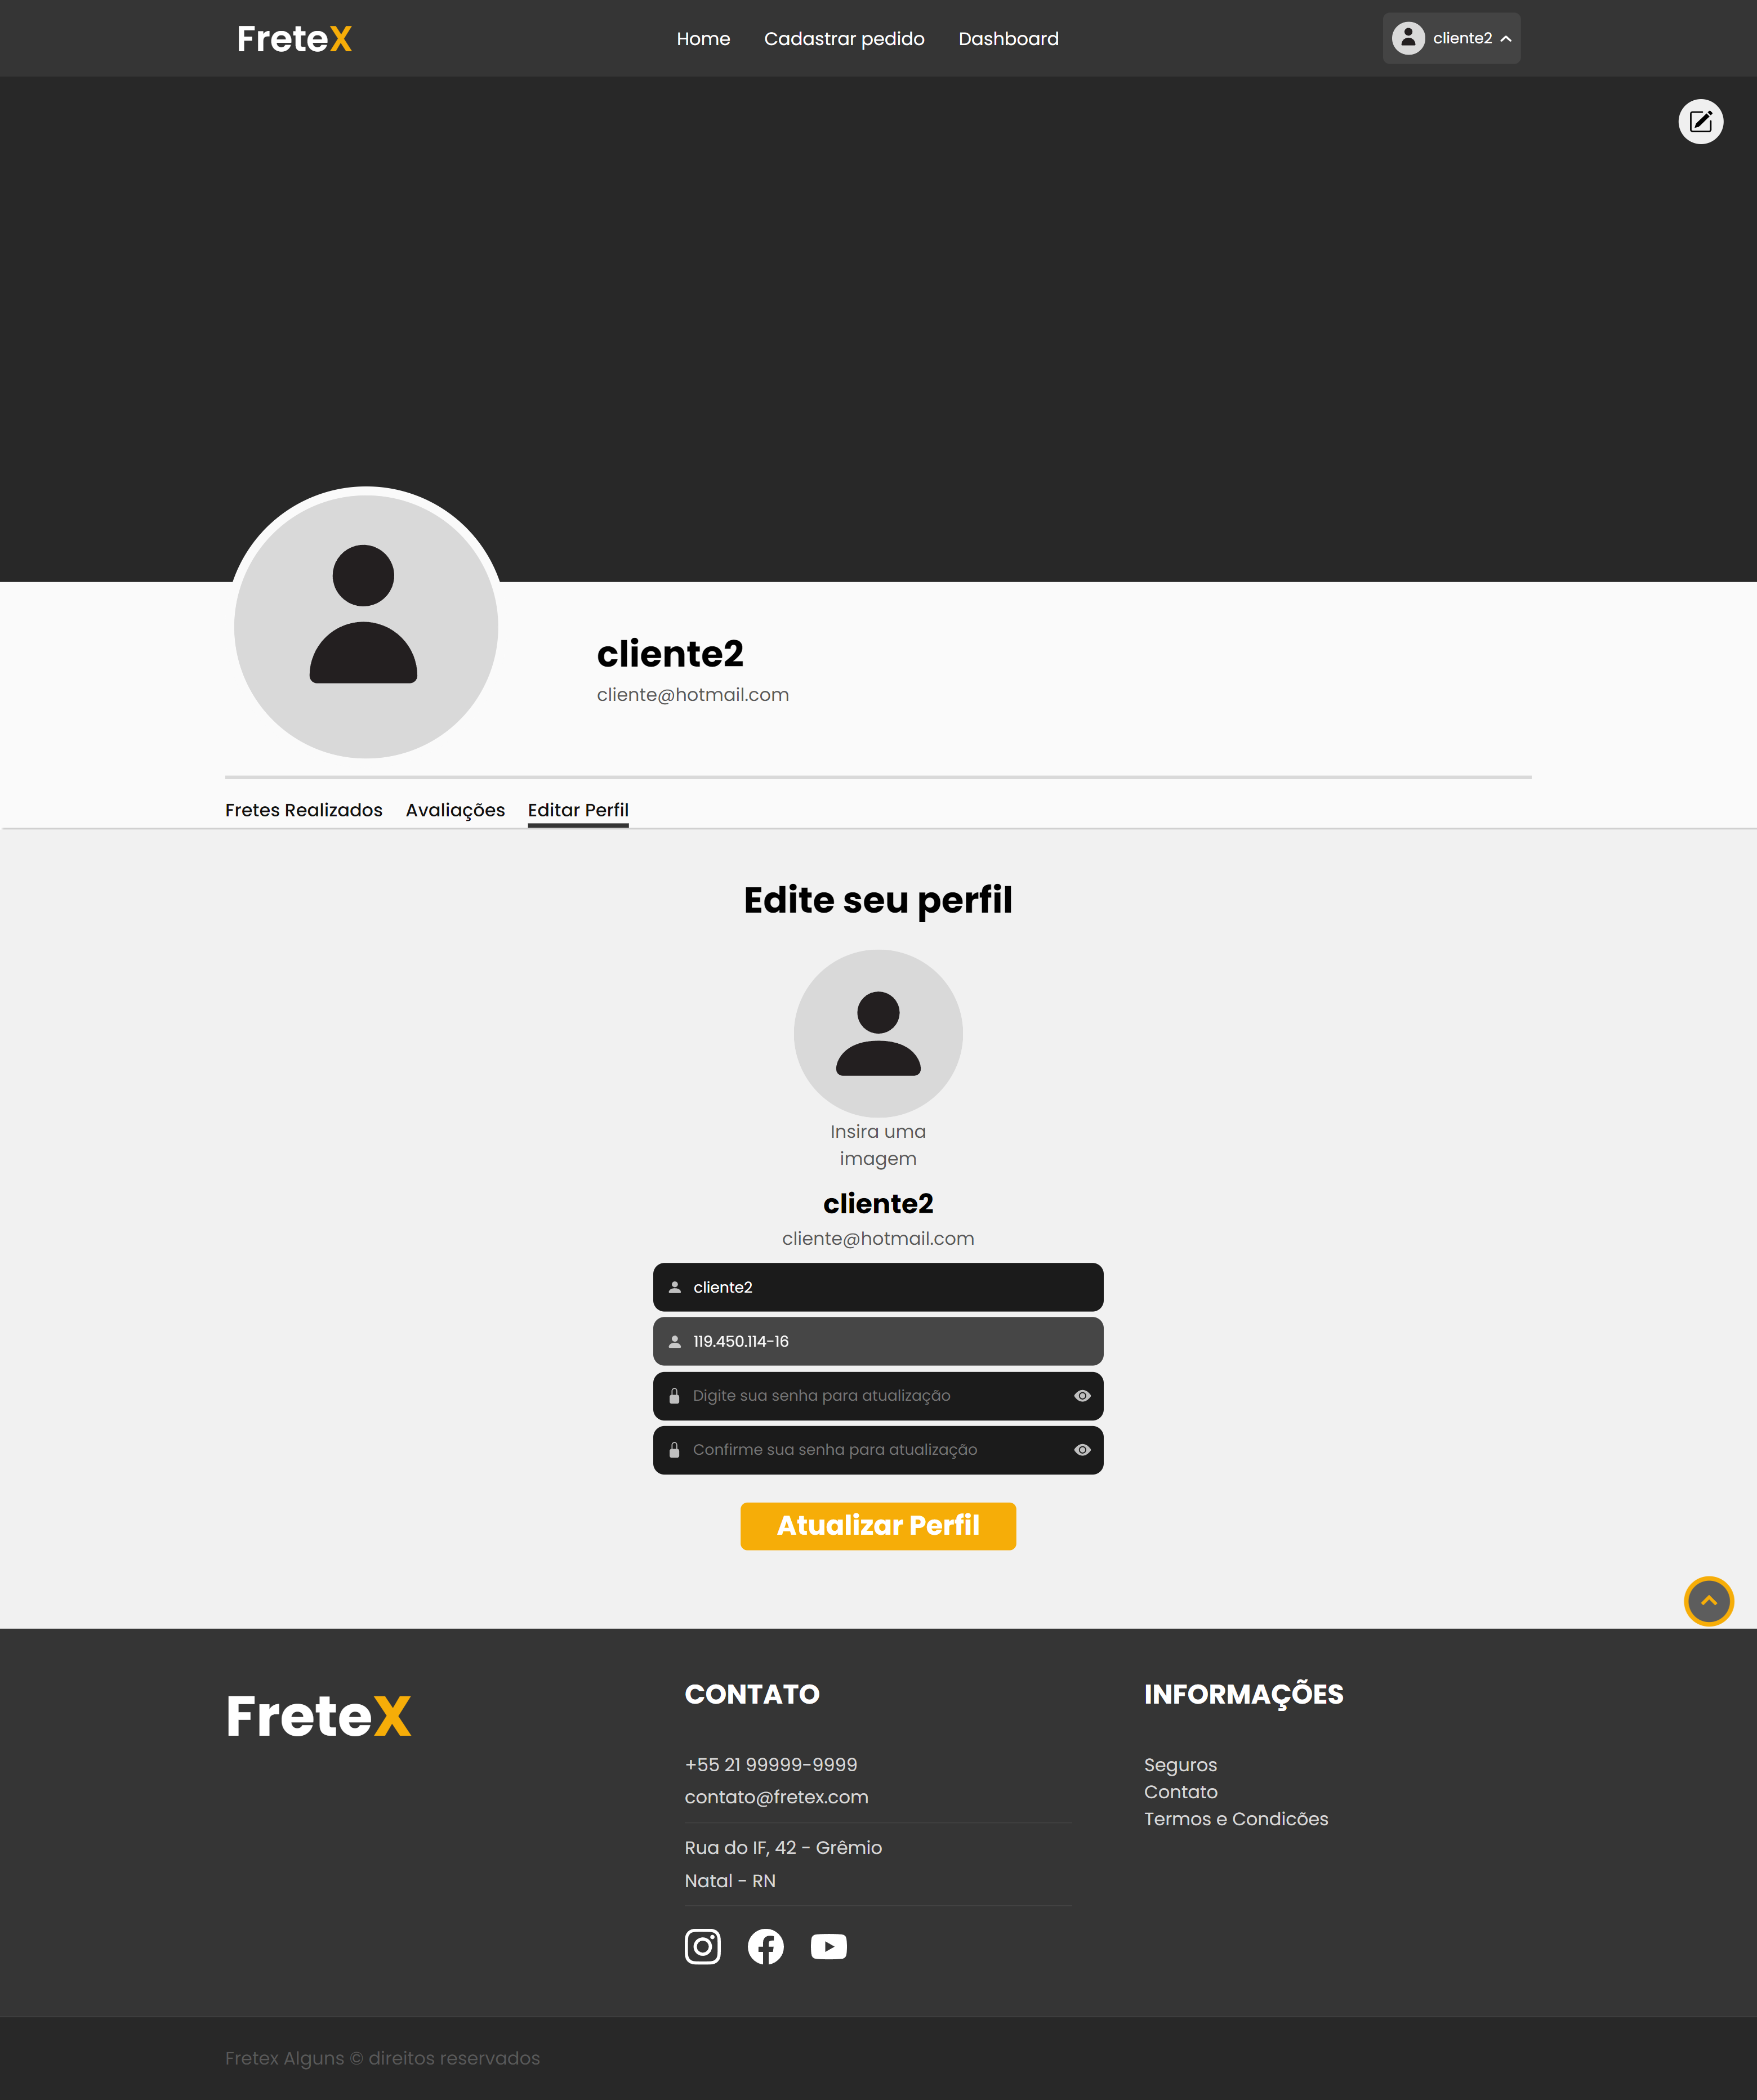 FreteX
Home
Cadastrar pedido
Dashboard
cliente2
cliente2
cliente@hotmail.com
Fretes Realizados
Avaliações
Editar Perfil
Edite seu perfil
Insira uma
imagem
cliente2
cliente@hotmail.com
cliente2
119.450.114-16
Digite sua senha para atualização
Confirme sua senha para atualização
Atualizar Perfil
FreteX
CONTATO
+55 21 99999-9999
contato@fretex.com
Rua do IF, 42 - Grêmio
Natal - RN
INFORMAÇÕES
Seguros
Contato
Termos e Condicões
Fretex Alguns © direitos reservados